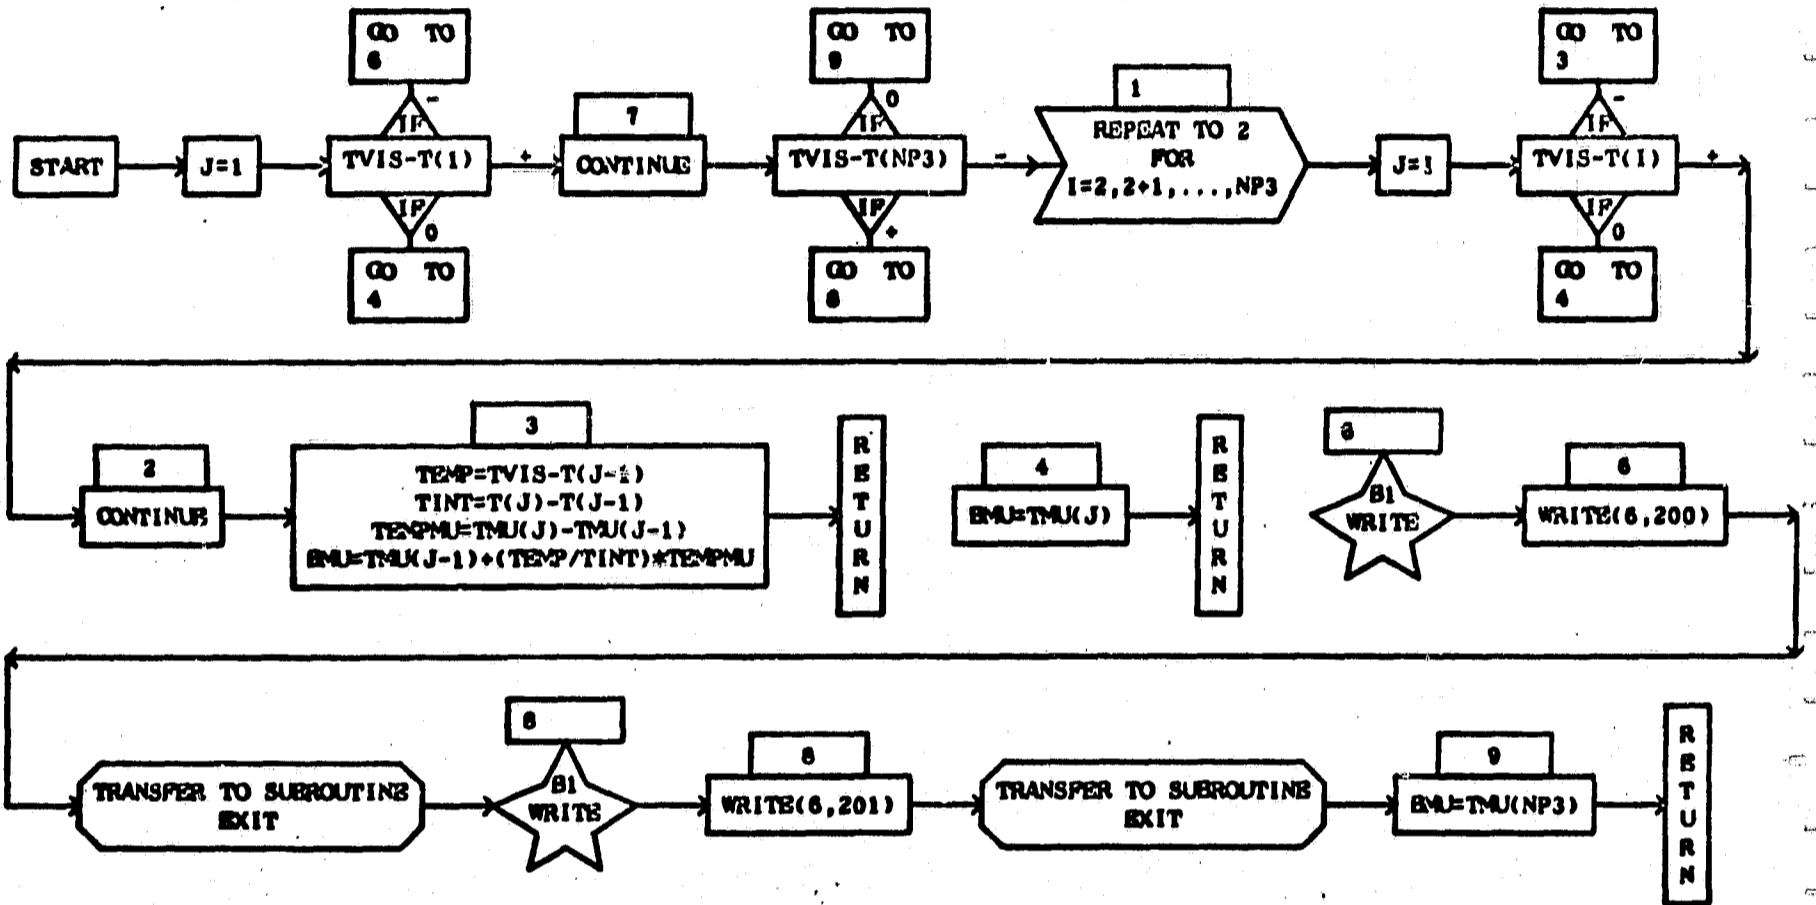 GO TO
6
GO TO
9
GO TO
3
-
IF
0
IF
-
IF
7
1
START
J=1
TVIS-T(1)
+
CONTINUE
TVIS-T(NP3)
-
REPEAT TO 2
FOR
I=2,2+1,...,NP3
J=I
TVIS-T(I)
+
IF
0
IF
+
IF
0
GO TO
4
GO TO
8
GO TO
4
2
CONTINUE
3
TEMP=TVIS-T(J-1)
TINT=T(J)-T(J-1)
TEMPMU=TMU(J)-TMU(J-1)
BMU=TMU(J-1)+(TEMP/TINT)*TEMPMU
RETURN
4
BMU=TMU(J)
RETURN
6
B1
WRITE
6
WRITE(6,200)
TRANSFER TO SUBROUTINE
EXIT
8
B1
WRITE
8
WRITE(6,201)
TRANSFER TO SUBROUTINE
EXIT
9
BMU=TMU(NP3)
RETURN